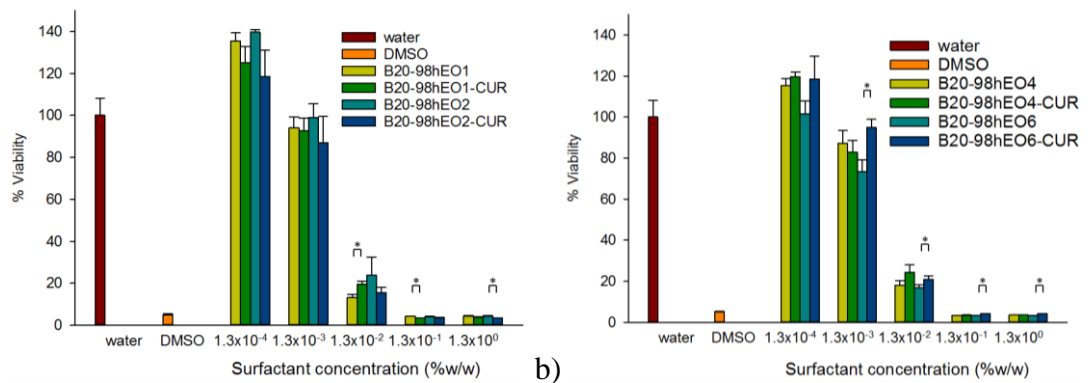 140
120
100
80
60
40
20
0
% Viability
water
DMSO
B20-98hEO1
B20-98hEO1-CUR
B20-98hEO2
B20-98hEO2-CUR
* * *
water DMSO 1.3x10⁻⁴ 1.3x10⁻³ 1.3x10⁻² 1.3x10⁻¹ 1.3x10⁰
Surfactant concentration (%w/w)
b)
140
120
100
80
60
40
20
0
% Viability
water
DMSO
B20-98hEO4
B20-98hEO4-CUR
B20-98hEO6
B20-98hEO6-CUR
* * * *
water DMSO 1.3x10⁻⁴ 1.3x10⁻³ 1.3x10⁻² 1.3x10⁻¹ 1.3x10⁰
Surfactant concentration (%w/w)